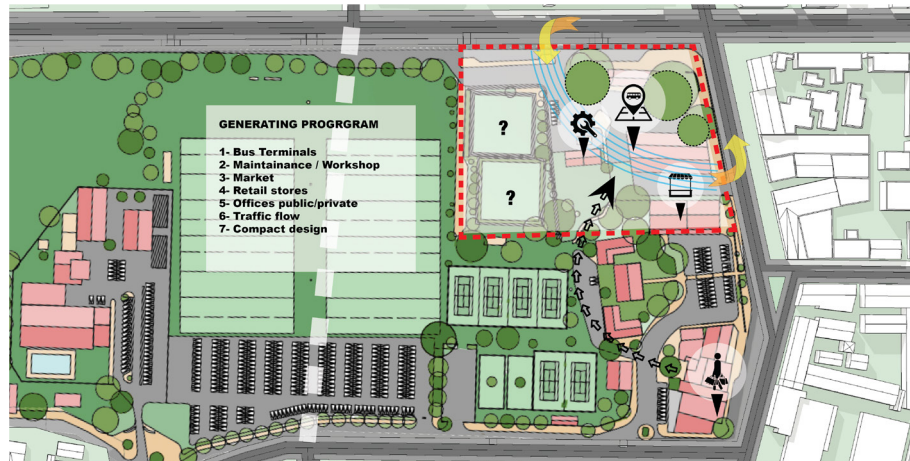 GENERATING PROGRGRAM
1- Bus Terminals
2- Maintainance / Workshop
3- Market
4- Retail stores
5- Offices public/private
6- Traffic flow
7- Compact design
?
?